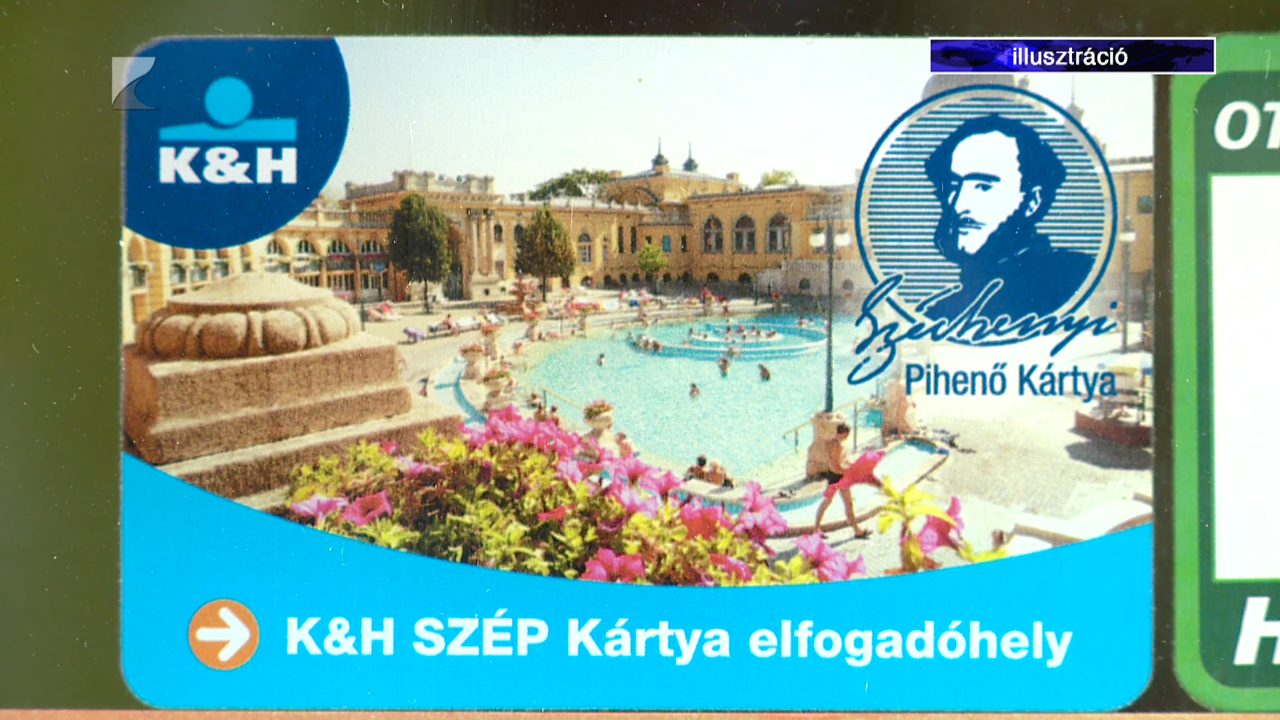 illusztráció
K&H
OT
Széchenyi
Pihenő Kártya
K&H SZÉP Kártya elfogadóhely
H